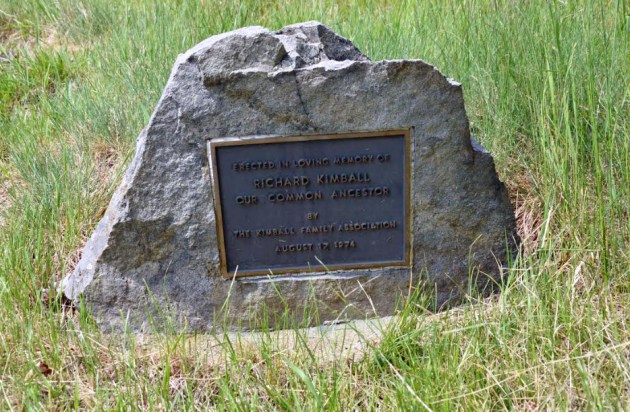 ERECTED IN LOVING MEMORY OF
RICHARD KIMBALL
OUR COMMON ANCESTOR
BY
THE KIMBALL FAMILY ASSOCIATION
AUGUST 17, 1974